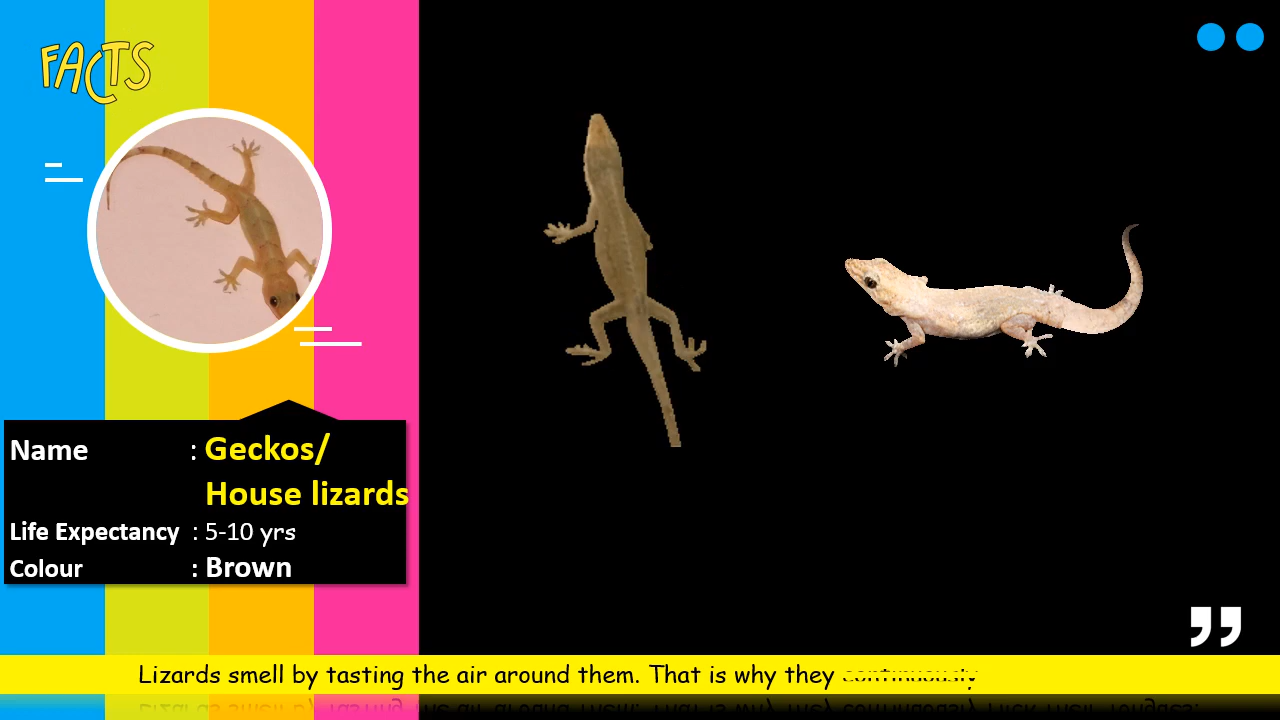 FACTS
Name : Geckos/
House lizards
Life Expectancy : 5-10 yrs
Colour : Brown
Lizards smell by tasting the air around them. That is why they continuously